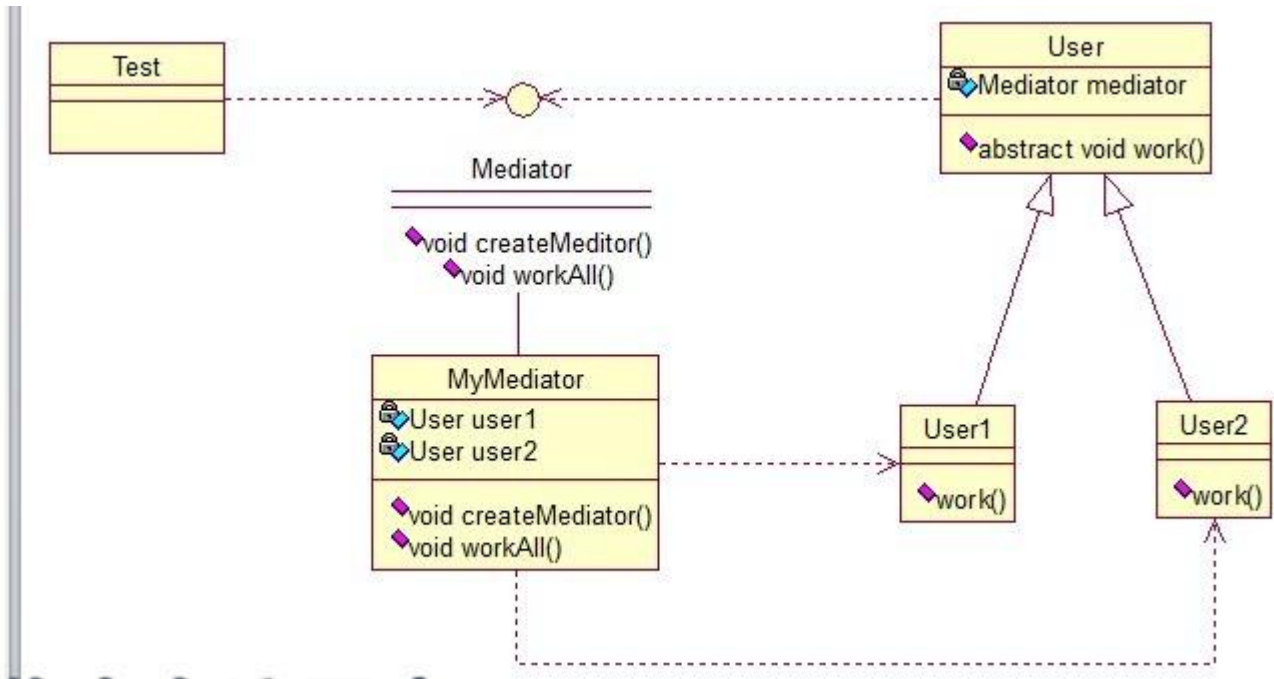 Test
User
Mediator mediator
abstract void work()
Mediator
void createMeditor()
void workAll()
MyMediator
User user1
User user2
void createMediator()
void workAll()
User1
work()
User2
work()